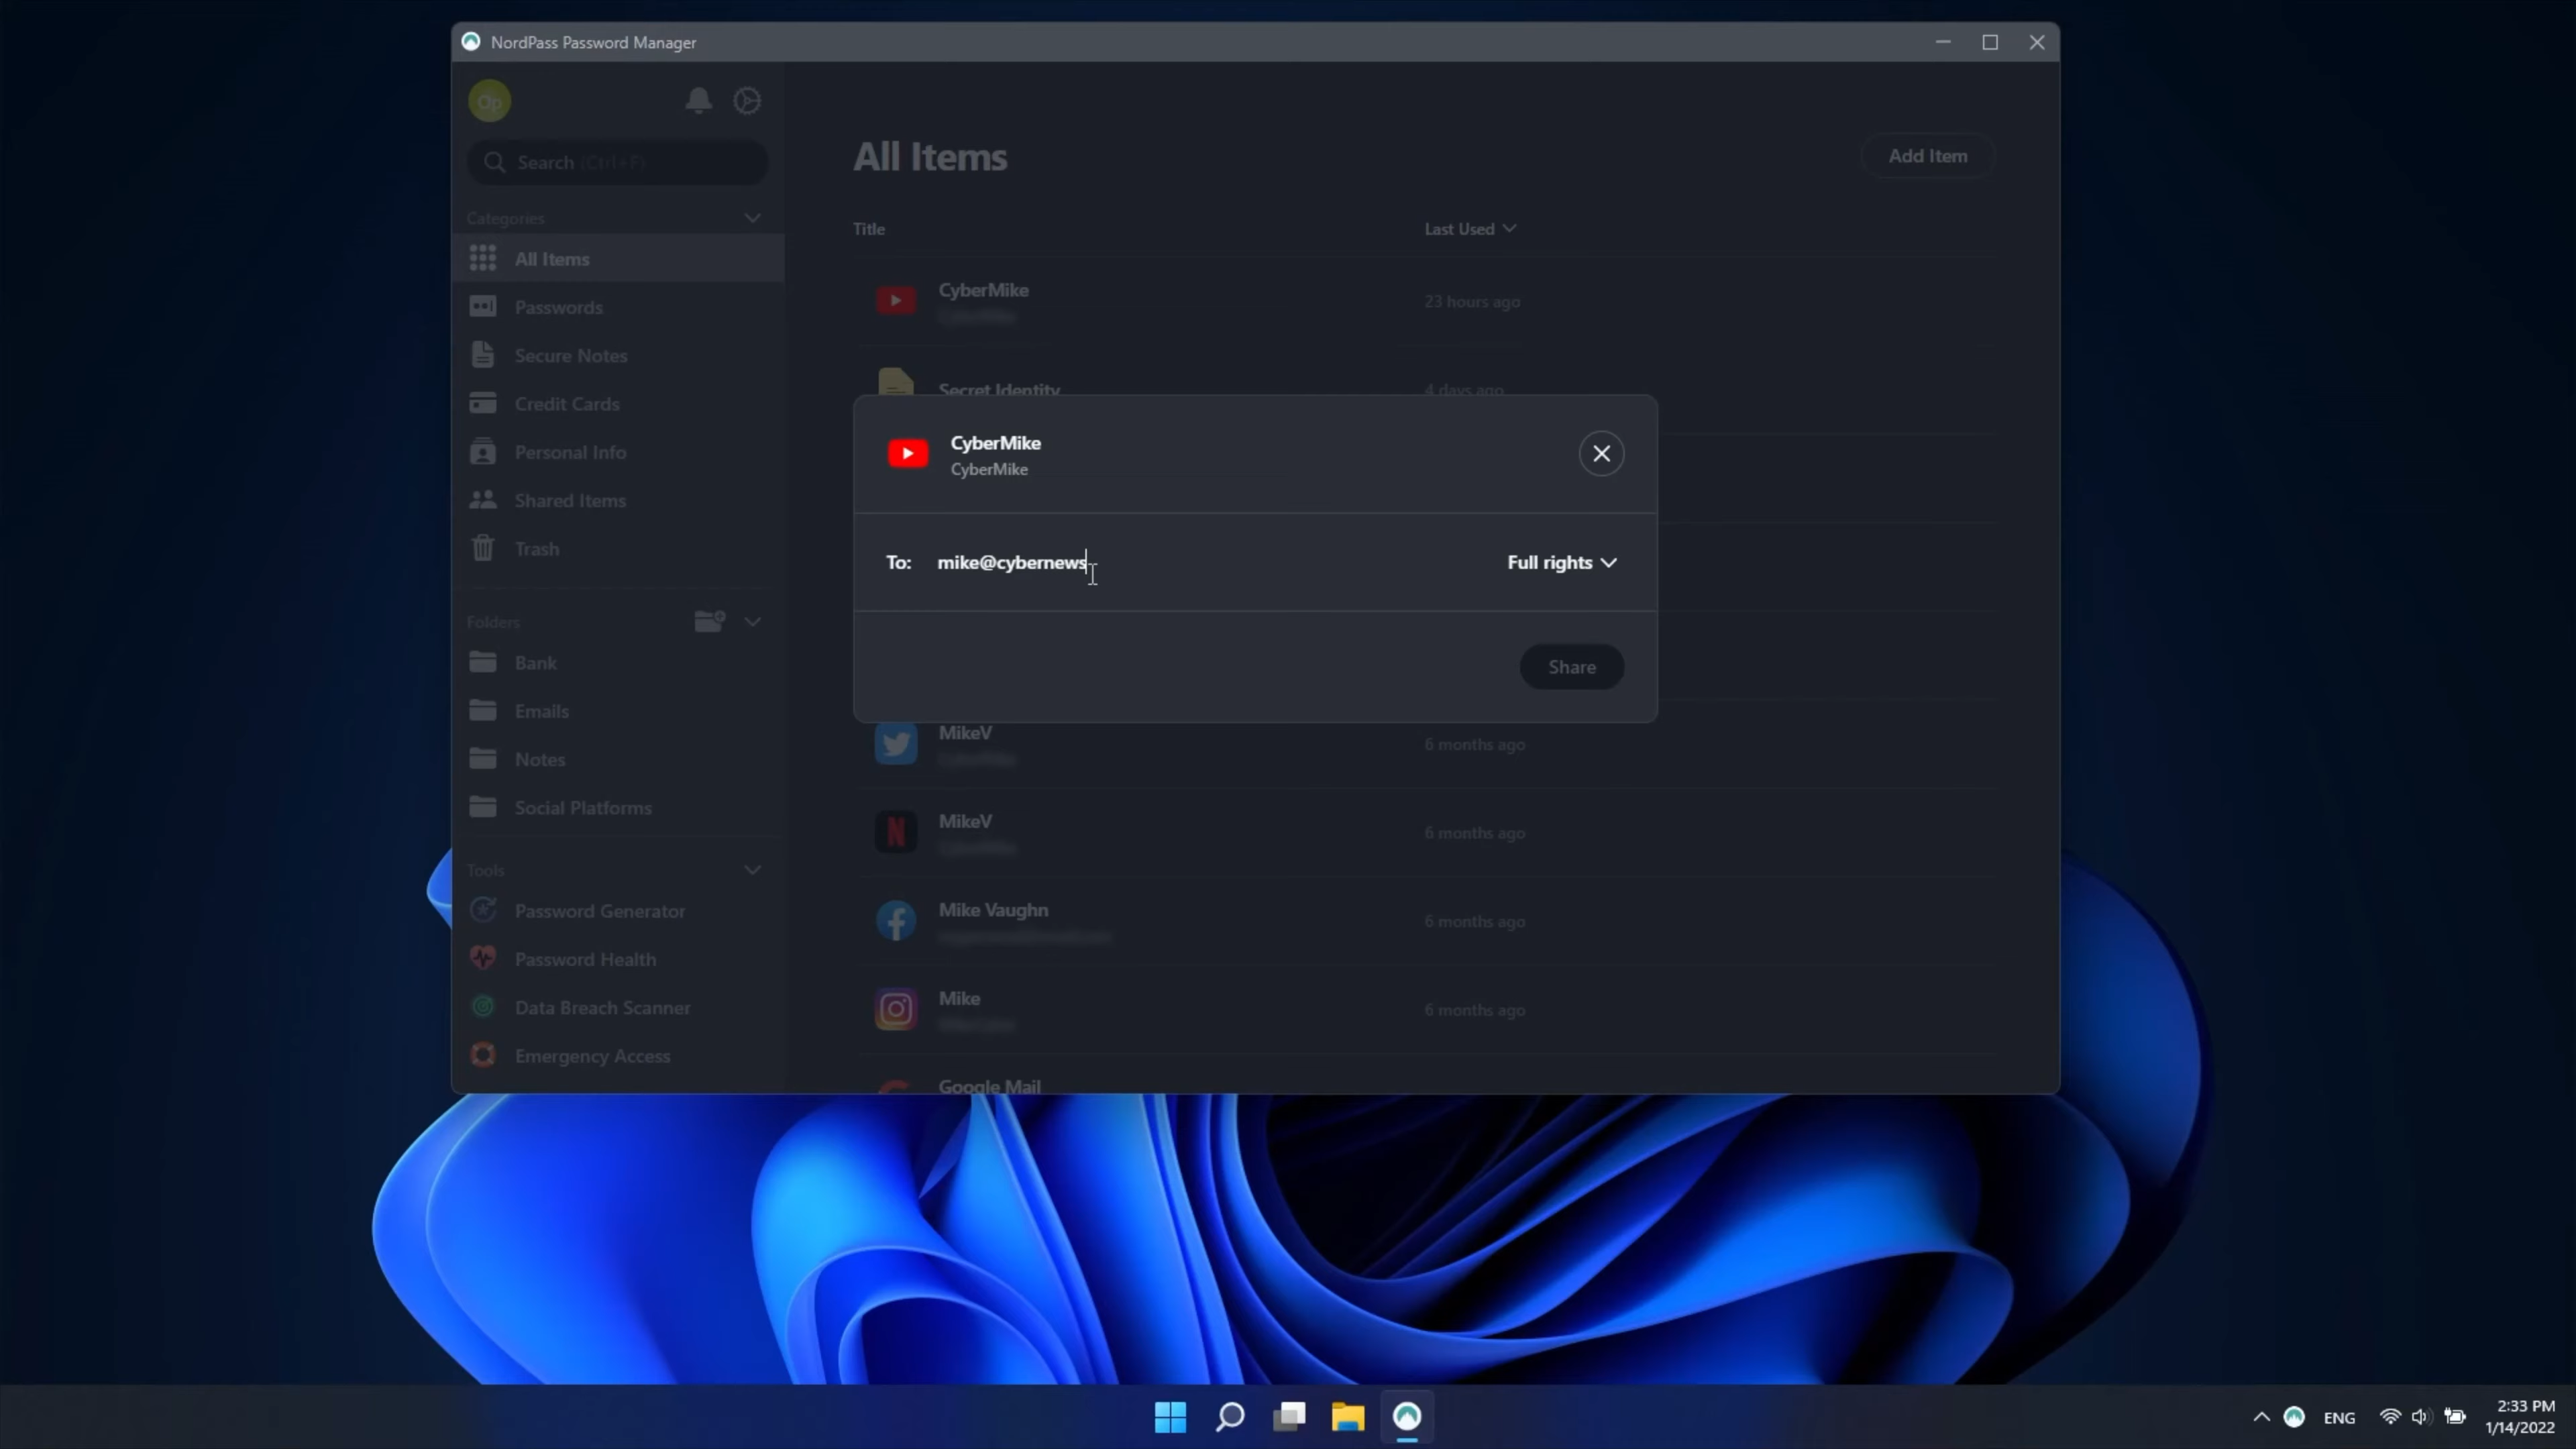 NordPass Password Manager
Op
Search (Ctrl+F)
Categories
All Items
Passwords
Secure Notes
Credit Cards
Personal Info
Shared Items
Trash
Folders
Bank
Emails
Notes
Social Platforms
Tools
Password Generator
Password Health
Data Breach Scanner
Emergency Access
All Items
Add Item
Title
Last Used
CyberMike
23 hours ago
Secret Identity
4 days ago
CyberMike
CyberMike
To: mike@cybernews
Full rights
Share
MikeV
6 months ago
MikeV
6 months ago
Mike Vaughn
6 months ago
Mike
6 months ago
Google Mail
ENG
2:33 PM
1/14/2022